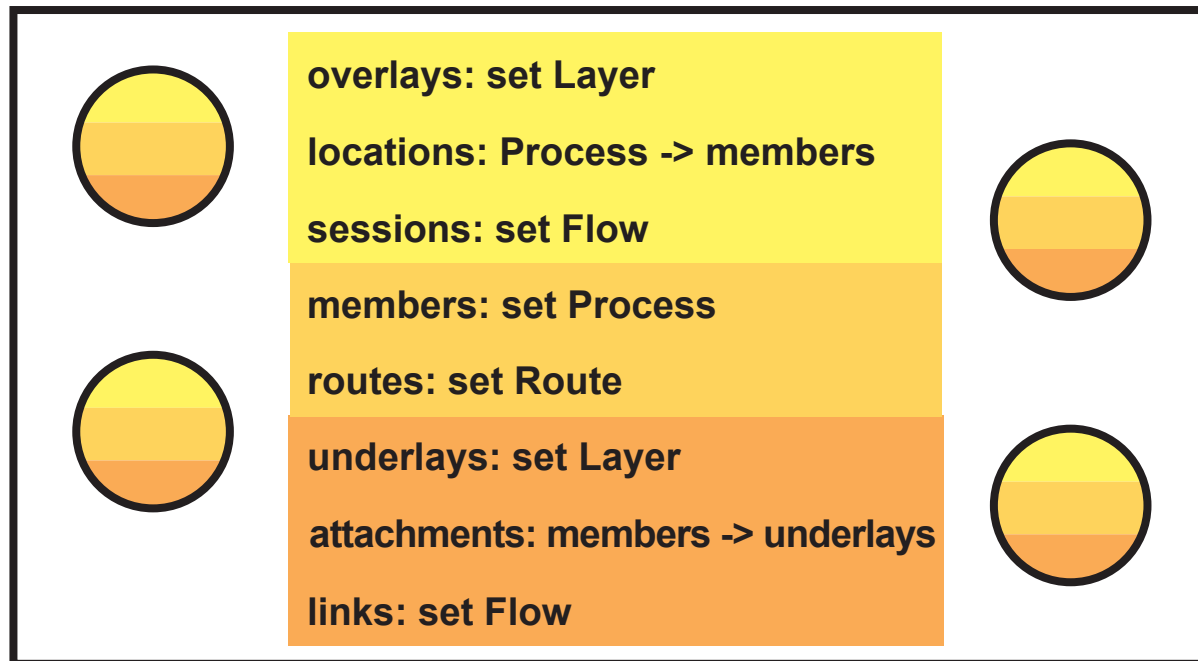 overlays: set Layer
locations: Process -> members
sessions: set Flow
members: set Process
routes: set Route
underlays: set Layer
attachments: members -> underlays
links: set Flow